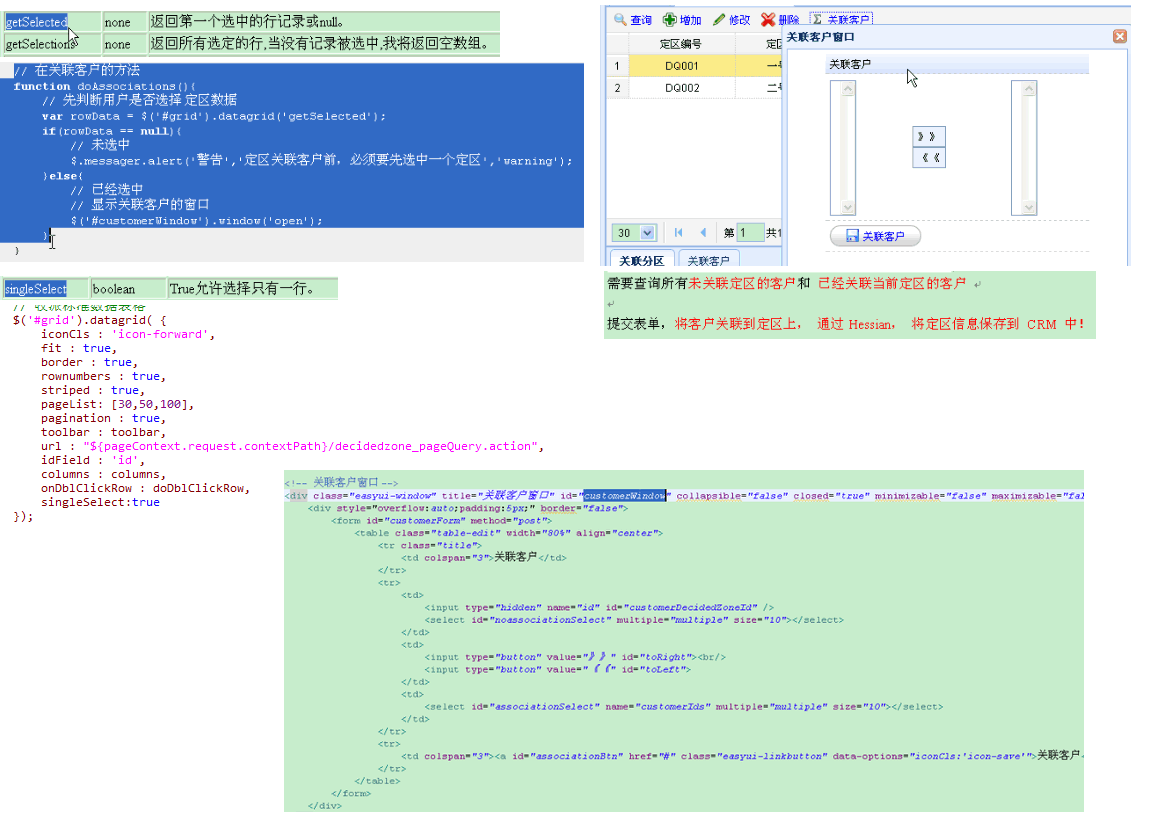 getSelected none 返回第一个选中的行记录或null。
getSelections none 返回所有选定的行,当没有记录被选中,我将返回空数组。
// 在关联客户的方法
function doAssociations(){
// 先判断用户是否选择 定区数据
var rowData = $('#grid').datagrid('getSelected');
if(rowData == null){
// 未选中
$.messager.alert('警告','定区关联客户前，必须要先选中一个定区','warning');
}else{
// 已经选中
// 显示关联客户的窗口
$('#customerWindow').window('open');
}
}
查询 增加 修改 删除 关联客户
定区编号
1 DQ001
2 DQ002
30 第 1 共1
关联分区 关联客户
关联客户窗口
关联客户
》》
《《
关联客户
需要查询所有未关联定区的客户和 已经关联当前定区的客户
提交表单，将客户关联到定区上， 通过 Hessian， 将定区信息保存到 CRM 中！
singleSelect boolean True允许选择只有一行。
// 收派标准数据表格
$('#grid').datagrid( {
iconCls : 'icon-forward',
fit : true,
border : true,
rownumbers : true,
striped : true,
pageList: [30,50,100],
pagination : true,
toolbar : toolbar,
url : "${pageContext.request.contextPath}/decidedzone_pageQuery.action",
idField : 'id',
columns : columns,
onDblClickRow : doDblClickRow,
singleSelect:true
});
<!-- 关联客户窗口 -->
<div class="easyui-window" title="关联客户窗口" id="customerWindow" collapsible="false" closed="true" minimizable="false" maximizable="fal
<div style="overflow:auto;padding:5px;" border="false">
<form id="customerForm" method="post">
<table class="table-edit" width="80%" align="center">
<tr class="title">
<td colspan="3">关联客户</td>
</tr>
<tr>
<td>
<input type="hidden" name="id" id="customerDecidedZoneId" />
<select id="noassociationSelect" multiple="multiple" size="10"></select>
</td>
<td>
<input type="button" value="》》" id="toRight"><br/>
<input type="button" value="《《" id="toLeft">
</td>
<td>
<select id="associationSelect" name="customerIds" multiple="multiple" size="10"></select>
</td>
</tr>
<tr>
<td colspan="3"><a id="associationBtn" href="#" class="easyui-linkbutton" data-options="iconCls:'icon-save'">关联客户
</tr>
</table>
</form>
</div>